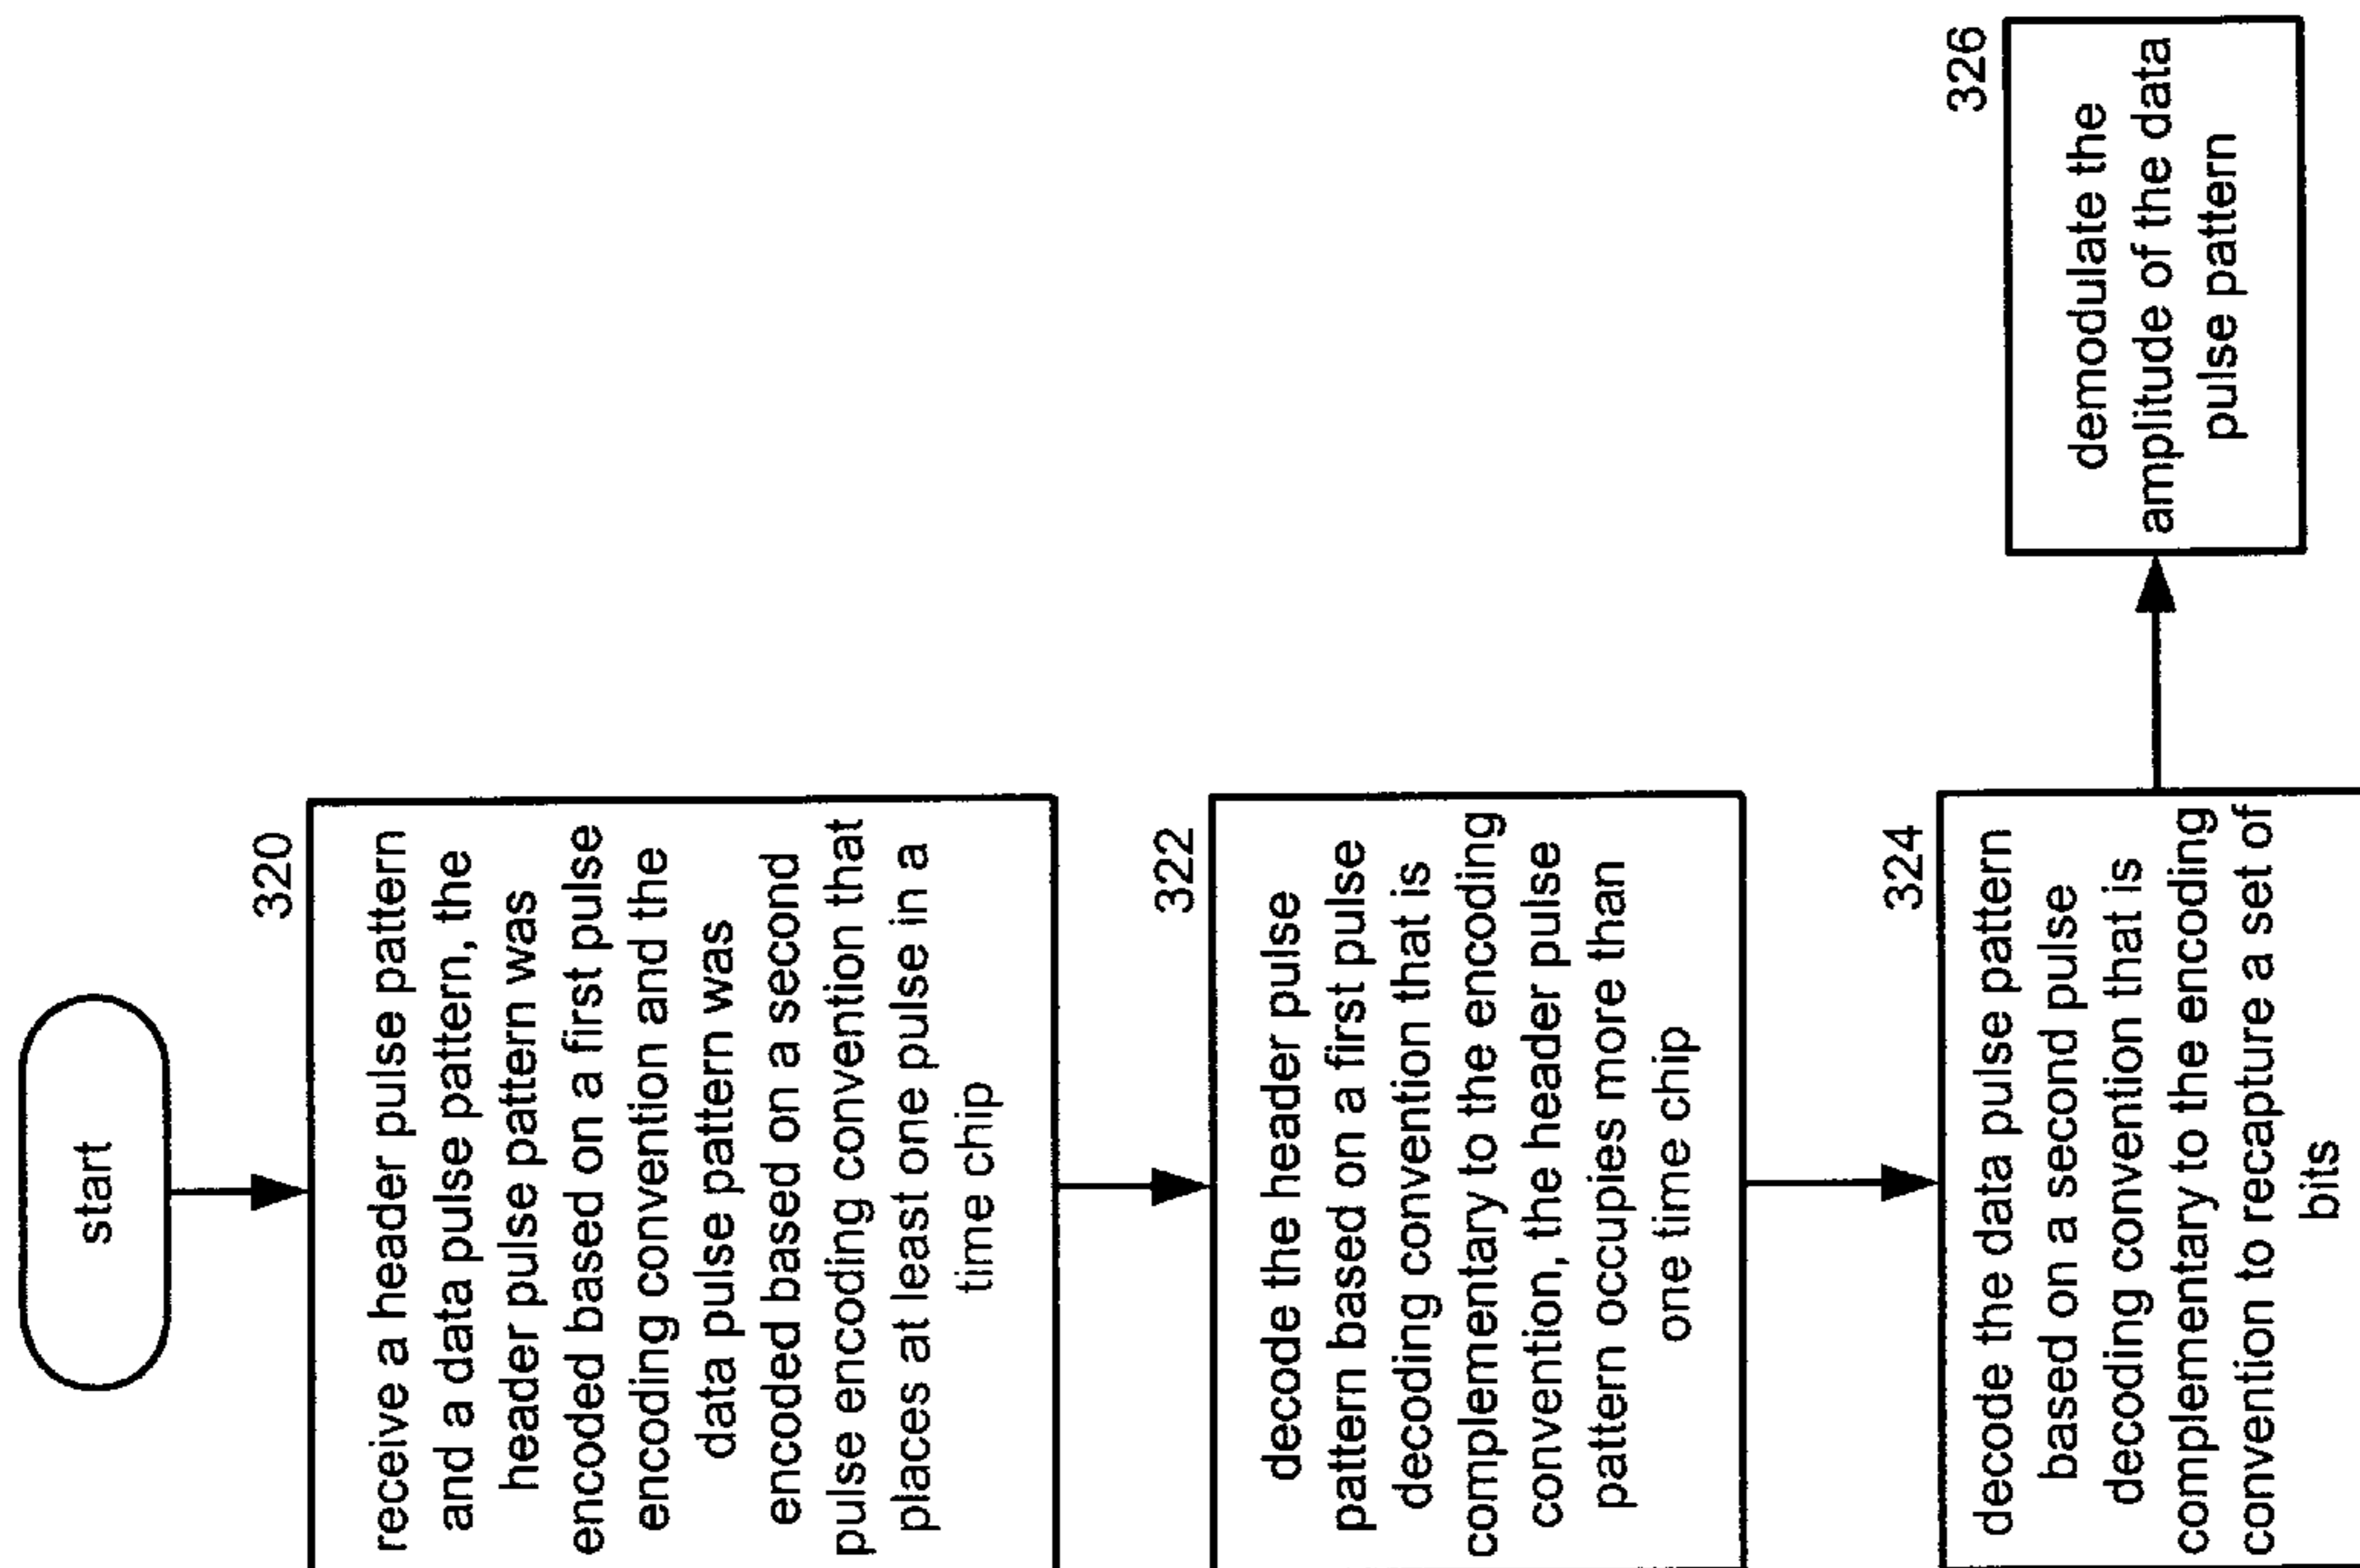 start
320
receive a header pulse pattern
and a data pulse pattern, the
header pulse pattern was
encoded based on a first pulse
encoding convention and the
data pulse pattern was
encoded based on a second
pulse encoding convention that
places at least one pulse in a
time chip
322
decode the header pulse
pattern based on a first pulse
decoding convention that is
complementary to the encoding
convention, the header pulse
pattern occupies more than
one time chip
324
decode the data pulse pattern
based on a second pulse
decoding convention that is
complementary to the encoding
convention to recapture a set of
bits
326
demodulate the
amplitude of the data
pulse pattern